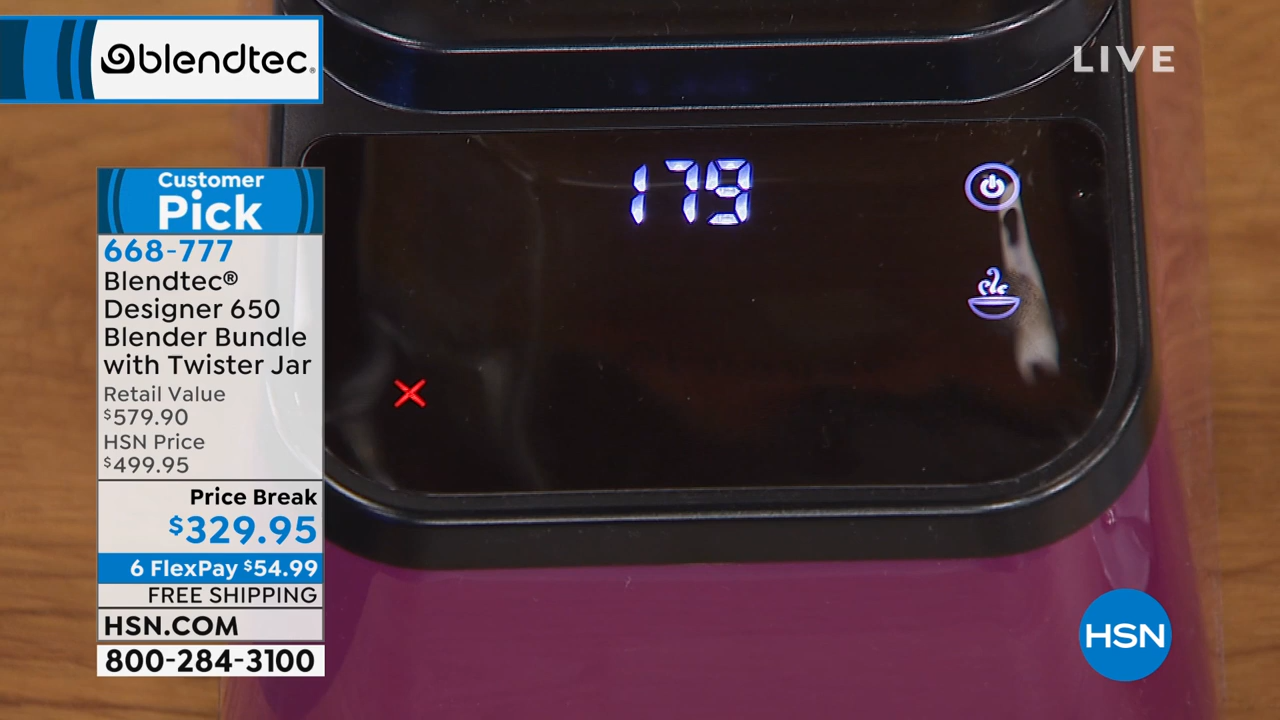 blendtec®
LIVE
Customer
Pick
668-777
Blendtec®
Designer 650
Blender Bundle
with Twister Jar
Retail Value
$579.90
HSN Price
$499.95
Price Break
$329.95
6 FlexPay $54.99
FREE SHIPPING
HSN.COM
800-284-3100
179
HSN